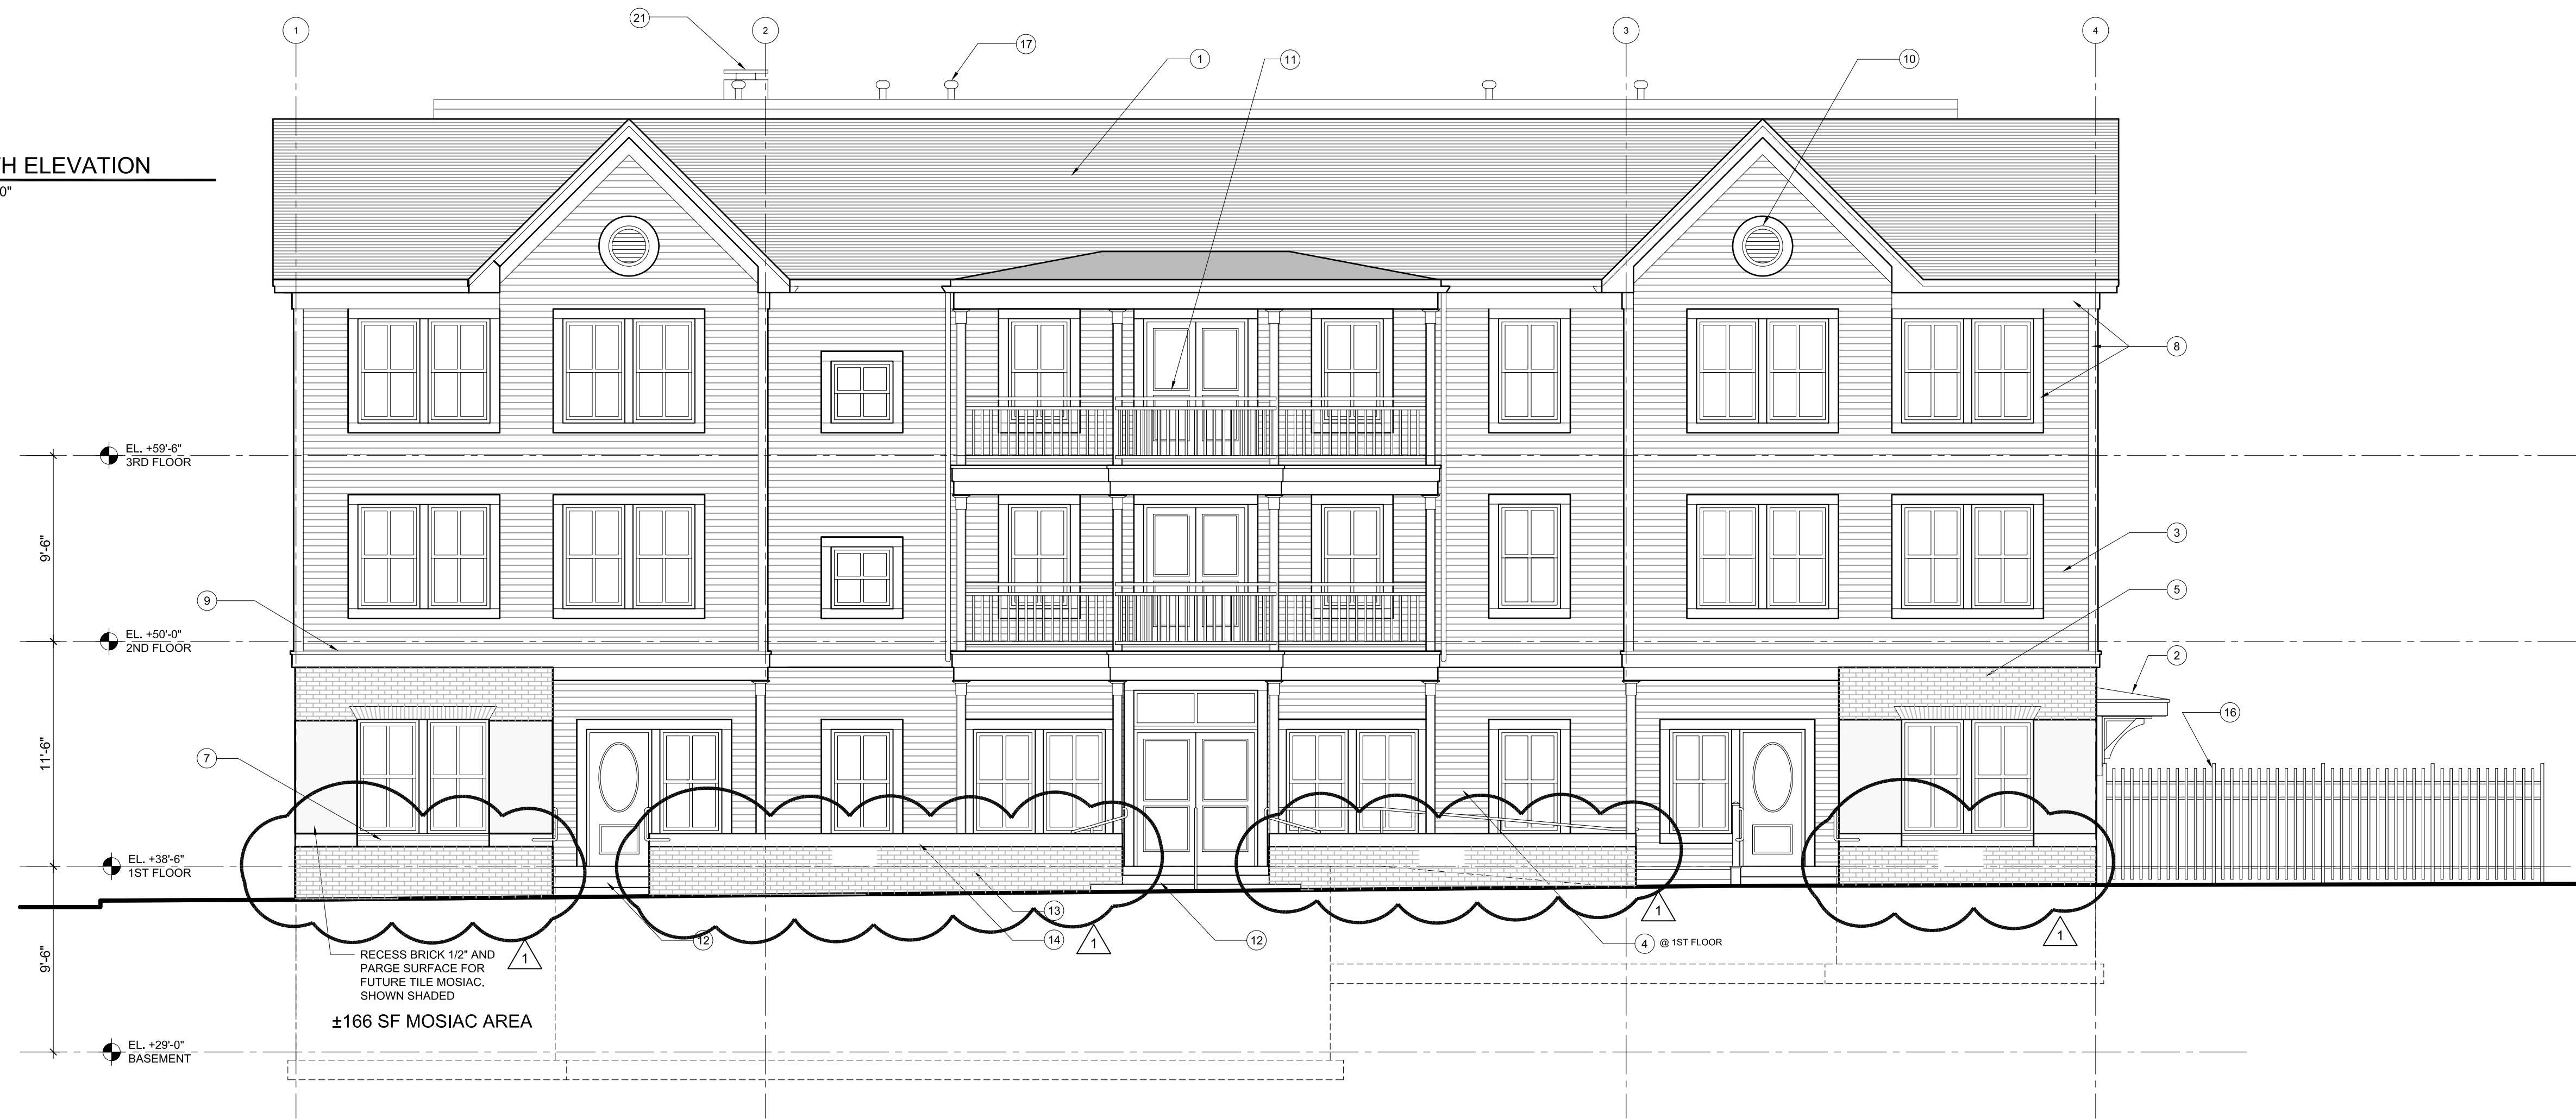 1
2
3
4
21
17
1
11
10
TH ELEVATION
0"
8
EL. +59'-6"
3RD FLOOR
9'-6"
3
5
9
EL. +50'-0"
2ND FLOOR
2
16
11'-6"
7
EL. +38'-6"
1ST FLOOR
13
12
14
12
4 @ 1ST FLOOR
1
1
1
1
9'-6"
RECESS BRICK 1/2" AND
PARGE SURFACE FOR
FUTURE TILE MOSIAC.
SHOWN SHADED
±166 SF MOSIAC AREA
EL. +29'-0"
BASEMENT